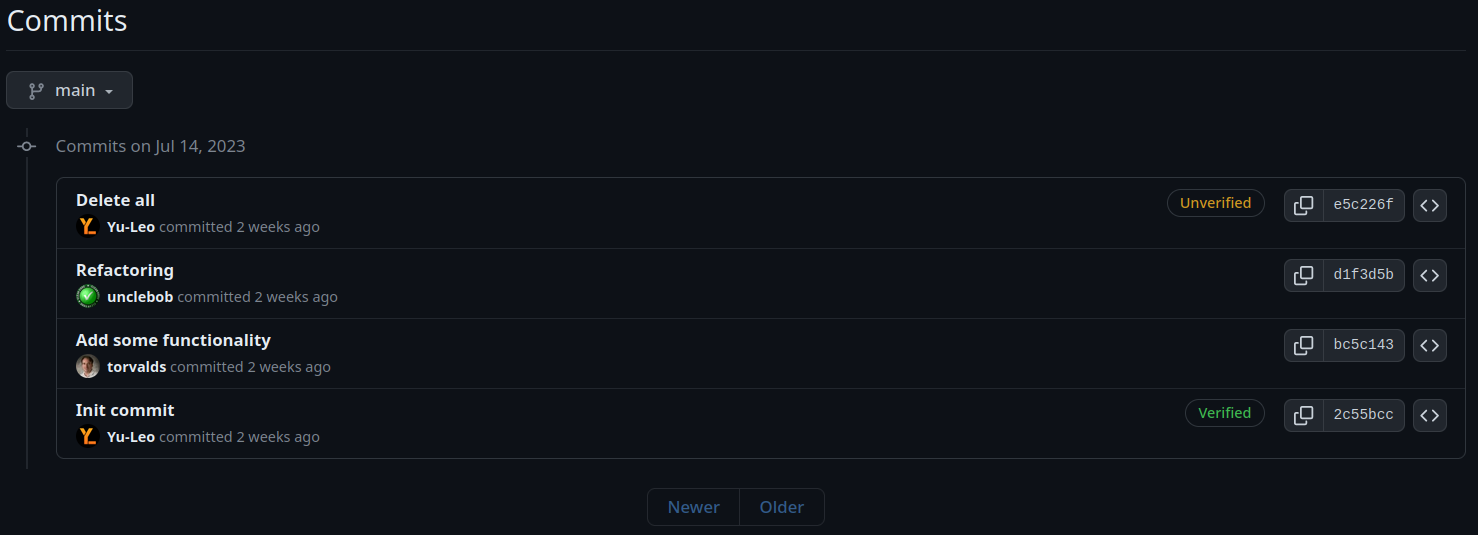 Commits
main
Commits on Jul 14, 2023
Delete all
Unverified
e5c226f
Yu-Leo committed 2 weeks ago
Refactoring
d1f3d5b
unclebob committed 2 weeks ago
Add some functionality
bc5c143
torvalds committed 2 weeks ago
Init commit
Verified
2c55bcc
Yu-Leo committed 2 weeks ago
Newer
Older